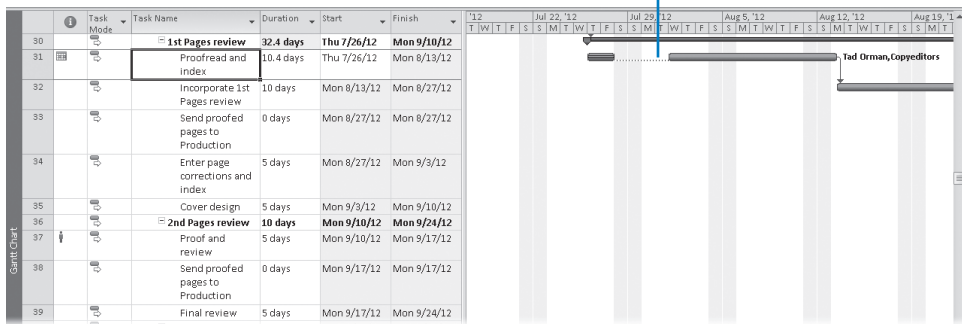 Task Mode Task Name Duration Start Finish
'12 Jul 22, '12 Jul 29, '12 Aug 5, '12 Aug 12, '12 Aug 19, '1
T W T F S S M T W T F S S M T W T F S S M T W T F S S M T W T F S S M T
30 1st Pages review 32.4 days Thu 7/26/12 Mon 9/10/12
31 Proofread and index 10.4 days Thu 7/26/12 Mon 8/13/12 Tad Orman,Copyeditors
32 Incorporate 1st Pages review 10 days Mon 8/13/12 Mon 8/27/12
33 Send proofed pages to Production 0 days Mon 8/27/12 Mon 8/27/12
34 Enter page corrections and index 5 days Mon 8/27/12 Mon 9/3/12
35 Cover design 5 days Mon 9/3/12 Mon 9/10/12
36 2nd Pages review 10 days Mon 9/10/12 Mon 9/24/12
37 Proof and review 5 days Mon 9/10/12 Mon 9/17/12
38 Send proofed pages to Production 0 days Mon 9/17/12 Mon 9/17/12
39 Final review 5 days Mon 9/17/12 Mon 9/24/12
Gantt Chart